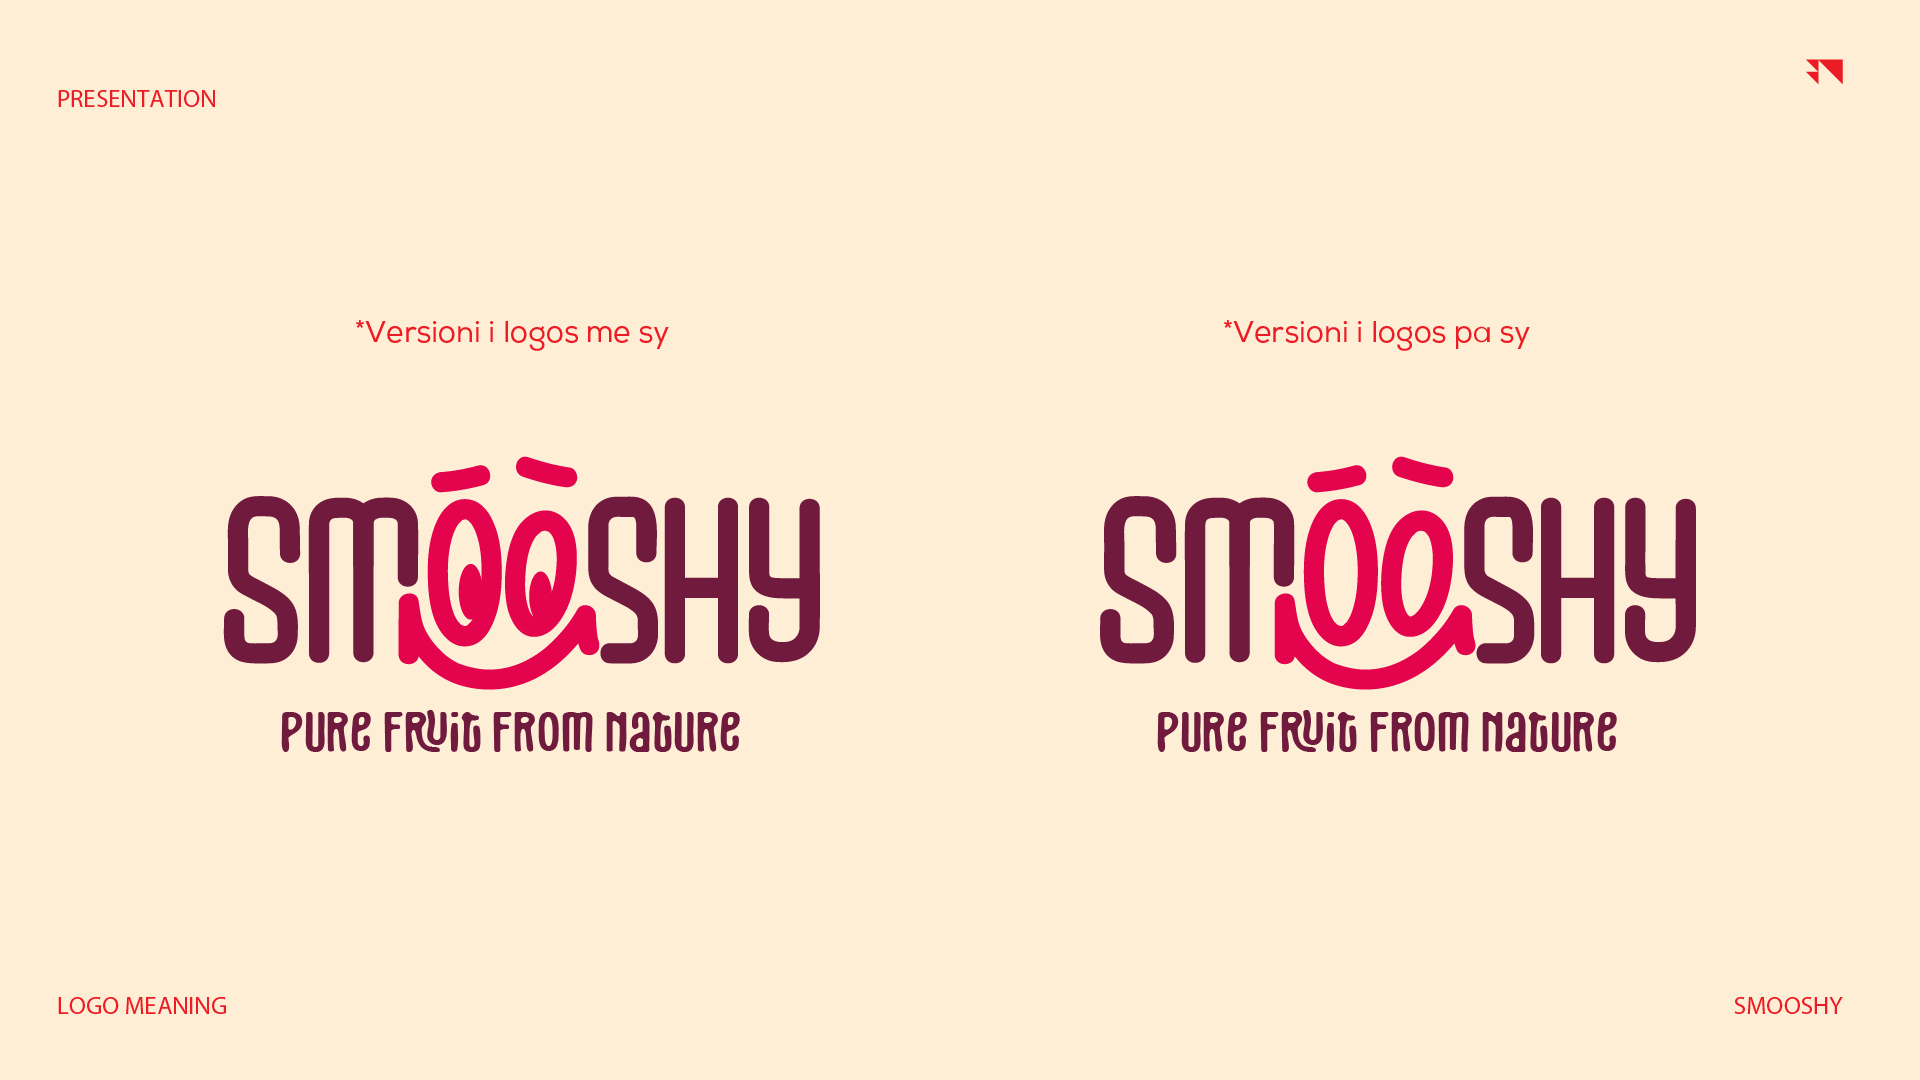 PRESENTATION
*Versioni i logos me sy
*Versioni i logos pa sy
SMOOSHY
PURE FRUIT FROM NATURE
SMOOSHY
PURE FRUIT FROM NATURE
LOGO MEANING
SMOOSHY